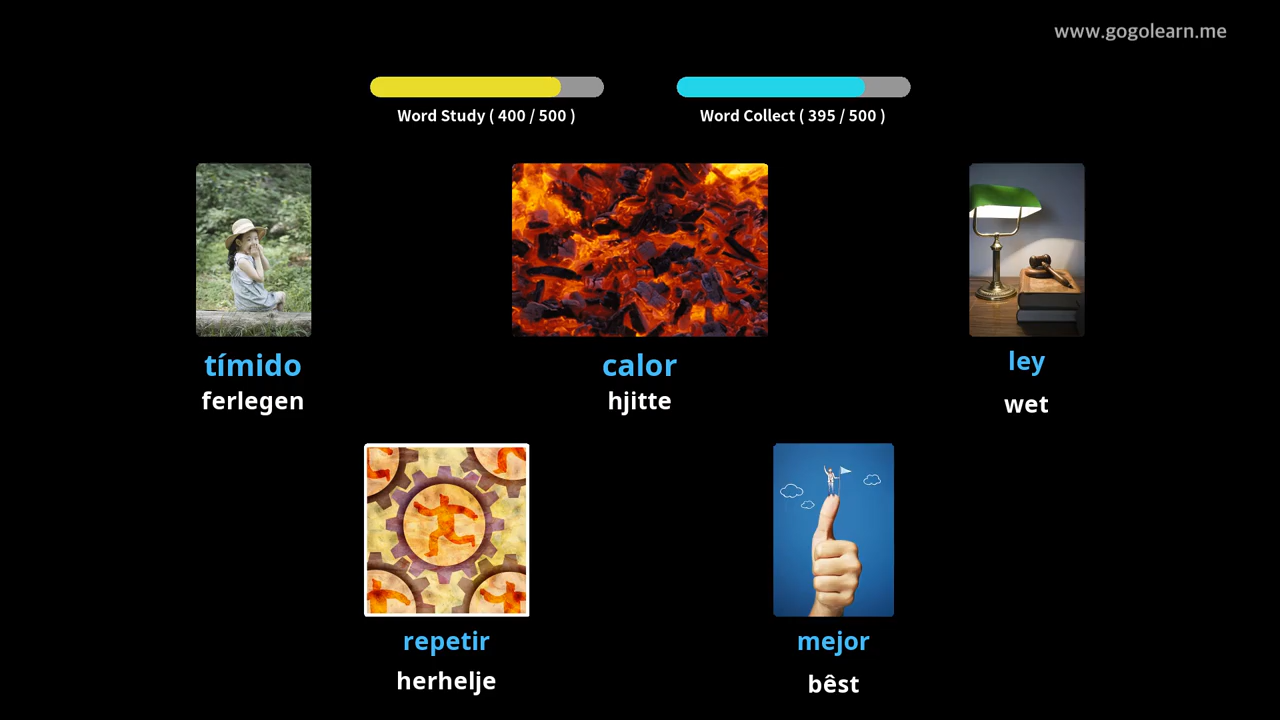 www.gogolearn.me
Word Study ( 400 / 500 )
Word Collect ( 395 / 500 )
tímido
ferlegen
calor
hjitte
ley
wet
repetir
herhelje
mejor
bêst